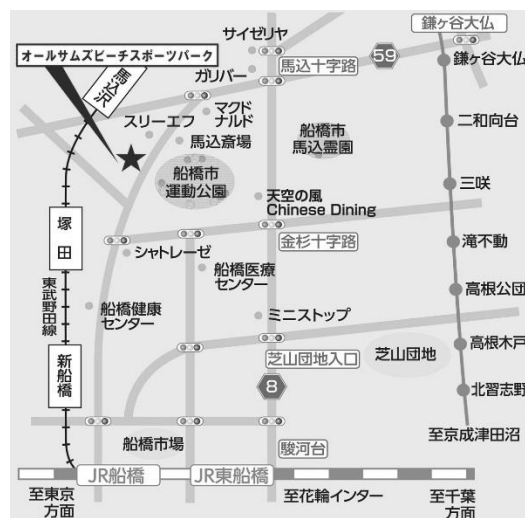 サイゼリヤ
鎌ヶ谷大仏
オールサムズビーチスポーツパーク
59
ガリバー
馬込十字路
鎌ヶ谷大仏
馬込沢
マクド
ナルド
スリーエフ
馬込斎場
船橋市
馬込霊園
二和向台
船橋市
運動公園
三咲
天空の風
Chinese Dining
塚田
シャトレーゼ
金杉十字路
滝不動
船橋医療
センター
東武野田線
船橋健康
センター
高根公団
ミニストップ
新船橋
芝山団地入口
芝山団地
高根木戸
8
北習志野
船橋市場
駿河台
至京成津田沼
JR船橋
JR東船橋
至東京
方面
至花輪インター
至千葉
方面